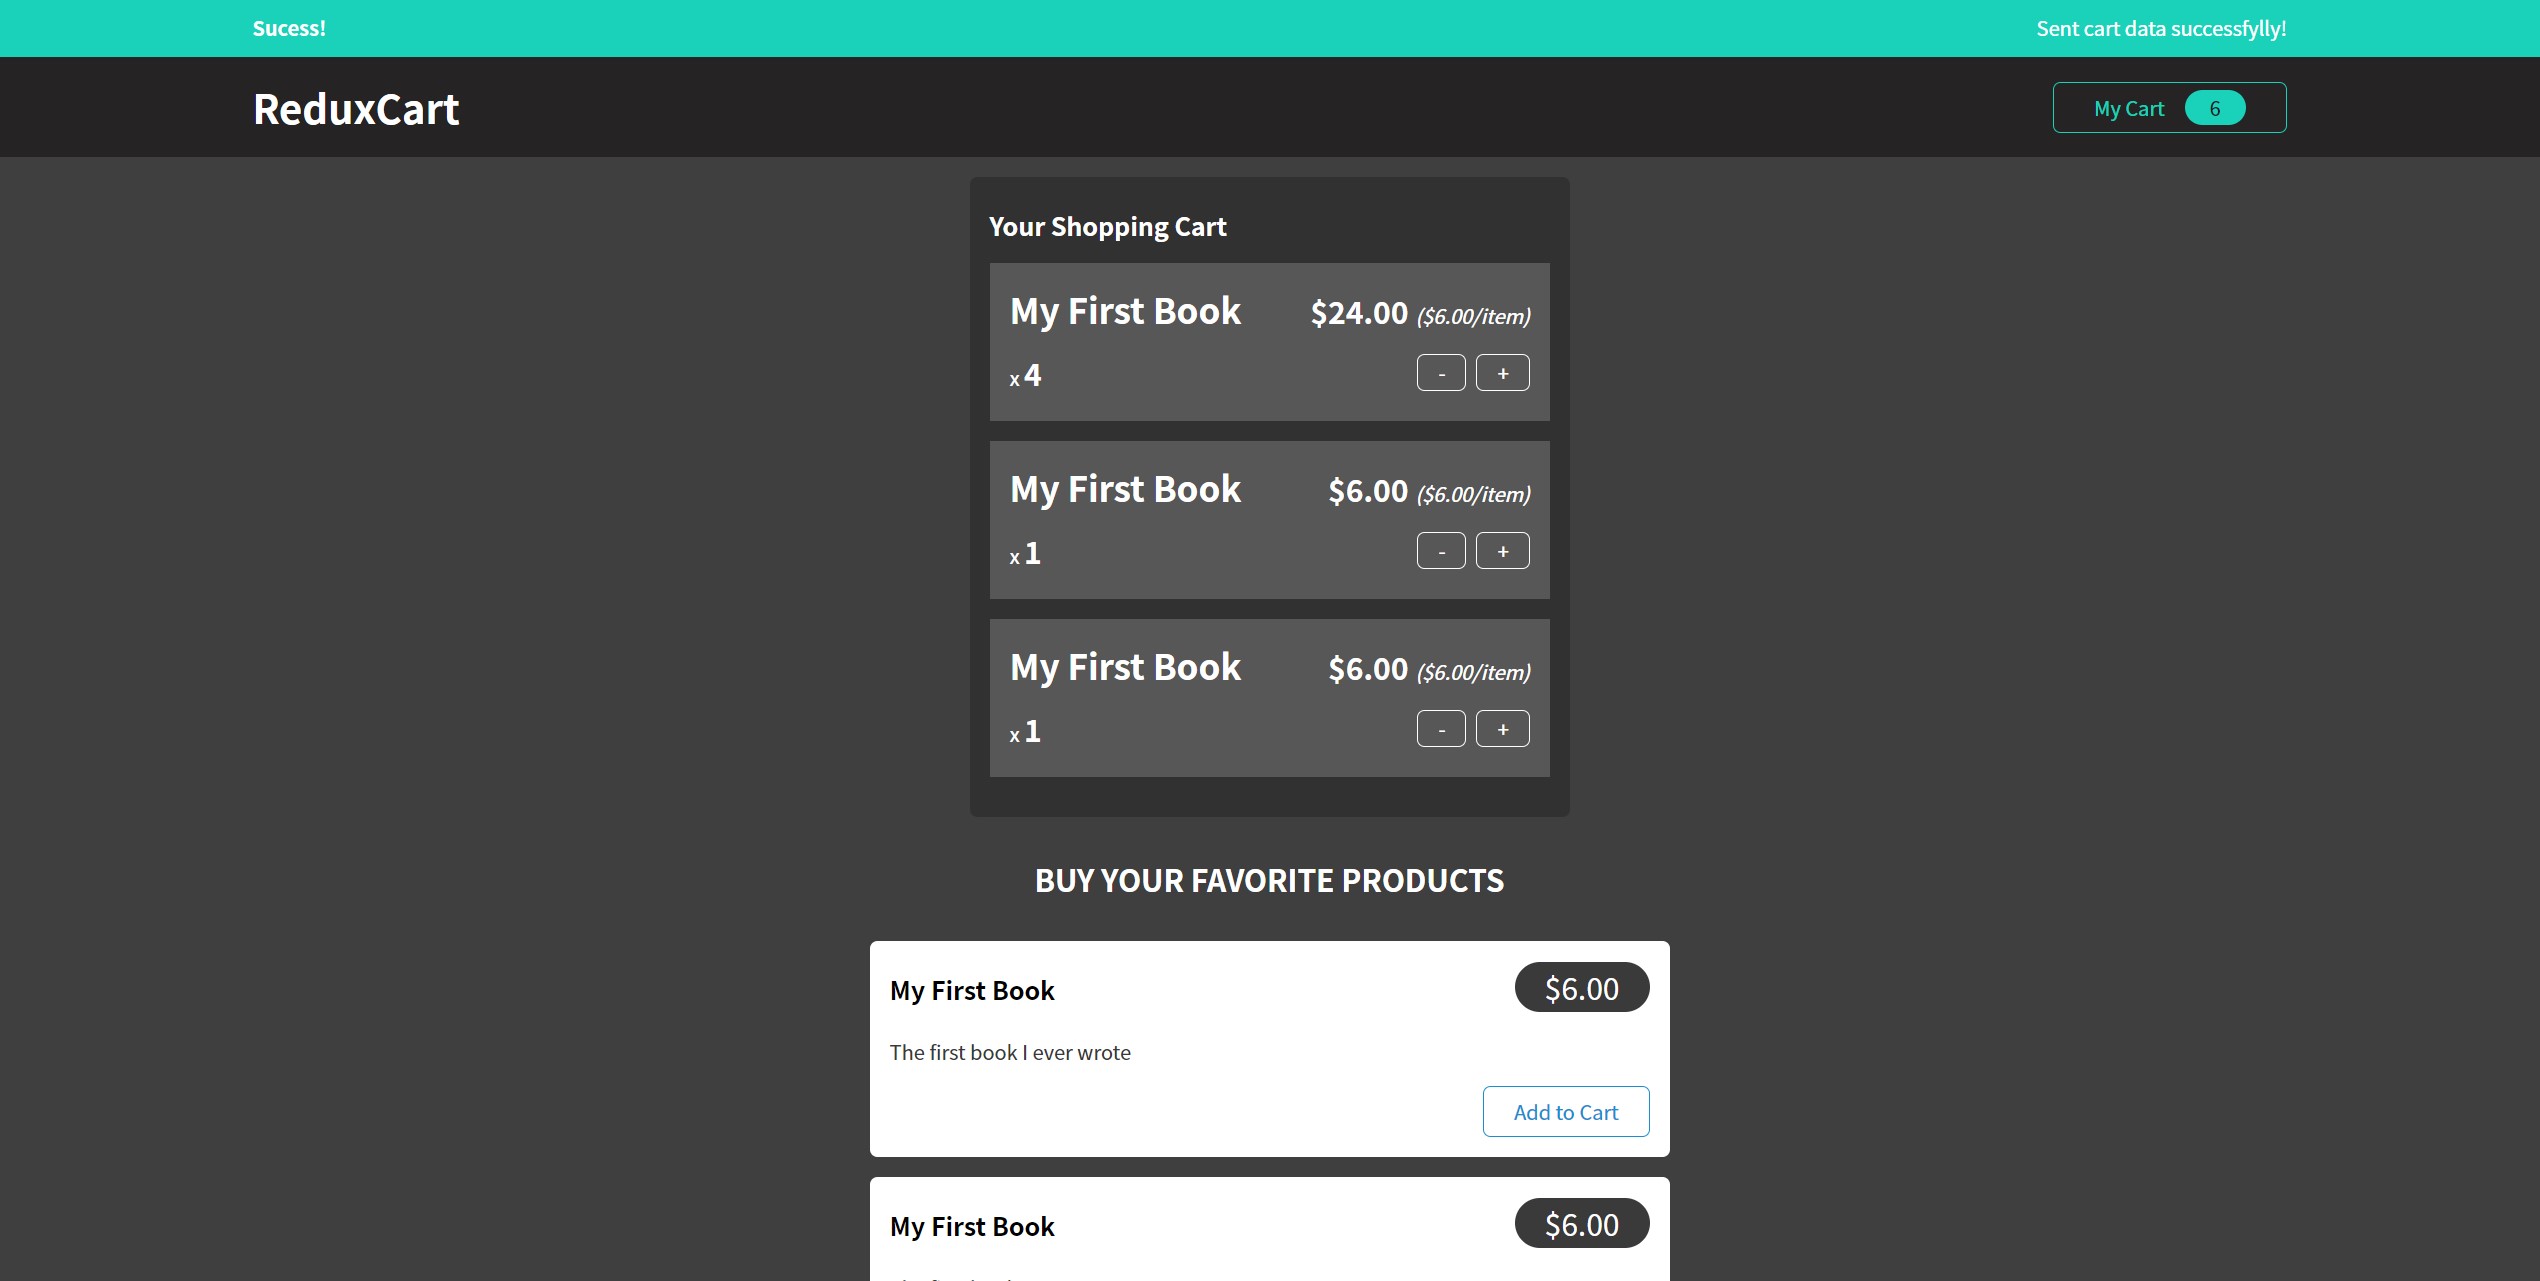 Sucess! Sent cart data successfylly!
ReduxCart My Cart 6
Your Shopping Cart
My First Book $24.00 ($6.00/item)
x 4 - +
My First Book $6.00 ($6.00/item)
x 1 - +
My First Book $6.00 ($6.00/item)
x 1 - +
BUY YOUR FAVORITE PRODUCTS
My First Book $6.00
The first book I ever wrote
Add to Cart
My First Book $6.00